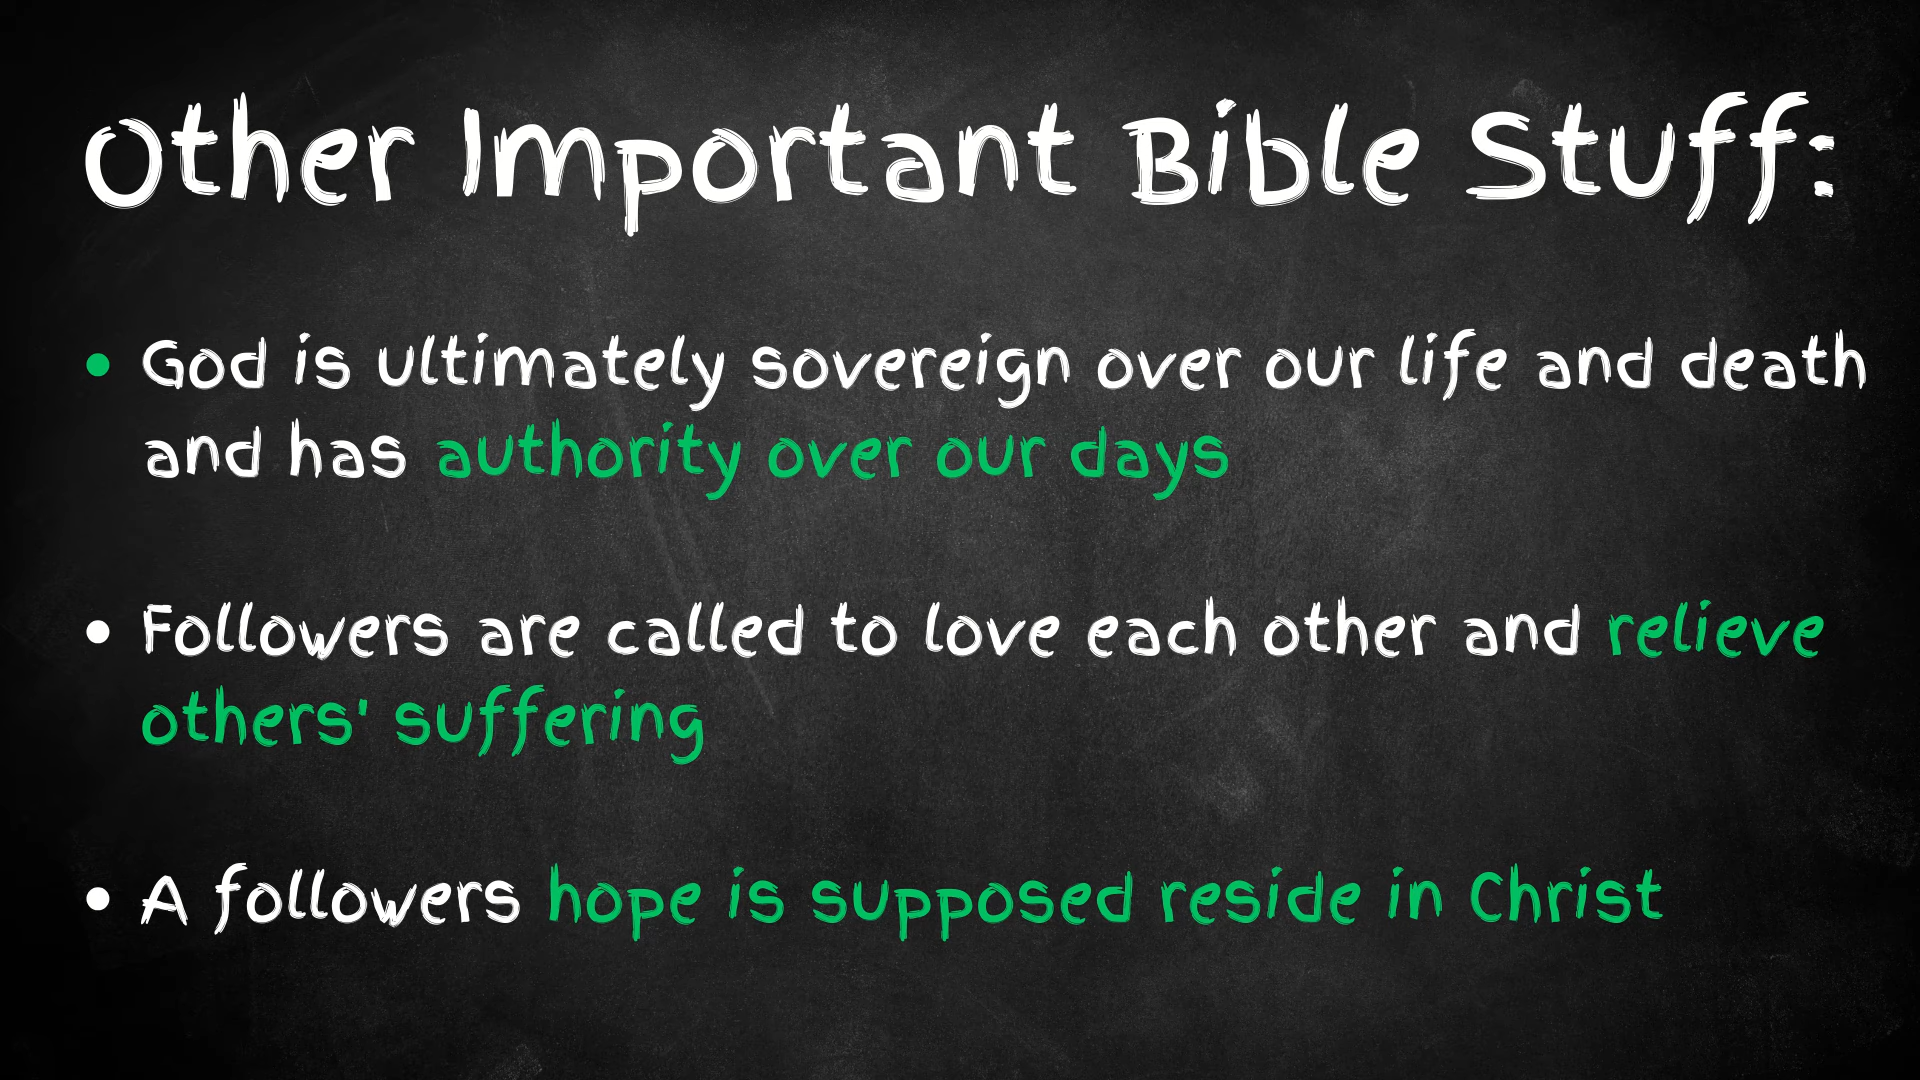 Other Important Bible Stuff:
• God is ultimately sovereign over our life and death
and has authority over our days
• Followers are called to love each other and relieve
others' suffering
• A followers hope is supposed reside in Christ